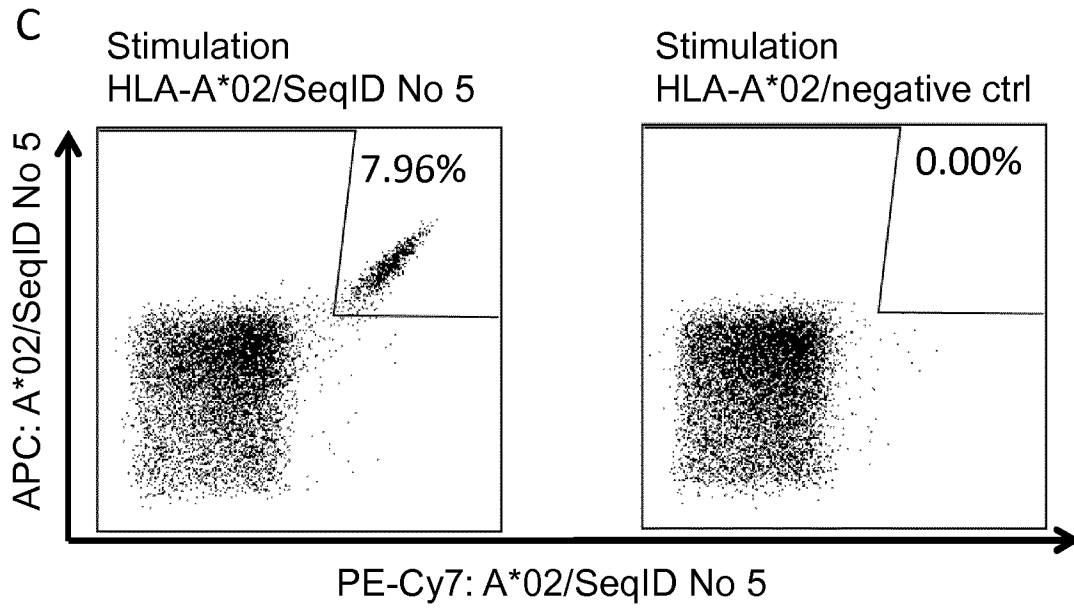 C
Stimulation
HLA-A*02/SeqID No 5
Stimulation
HLA-A*02/negative ctrl
7.96%
0.00%
APC: A*02/SeqID No 5
PE-Cy7: A*02/SeqID No 5